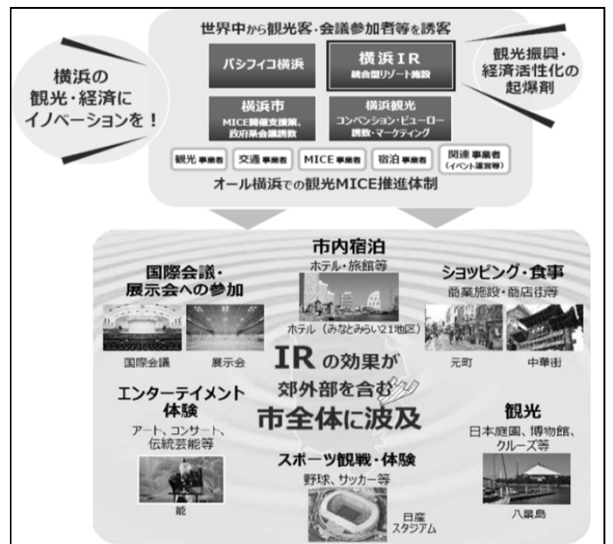 世界中から観光客・会議参加者等を誘客
横浜の
観光・経済に
イノベーションを！
パシフィコ横浜
横浜IR
統合型リゾート施設
観光振興・
経済活性化の
起爆剤
横浜市
MICE開催支援策、
政府系会議誘致
横浜観光
コンベンション・ビューロー
誘致・マーケティング
観光 事業者
交通 事業者
MICE 事業者
宿泊 事業者
関連 事業者
(イベント運営等)
オール横浜での観光MICE推進体制
市内宿泊
ホテル・旅館等
ホテル（みなとみらい21地区）
国際会議・
展示会への参加
国際会議
展示会
ショッピング・食事
商業施設・商店街等
元町
中華街
IR の効果が
郊外部を含む
市全体に波及
エンターテイメント
体験
アート、コンサート、
伝統芸能等
能
スポーツ観戦・体験
野球、サッカー等
日産
スタジアム
観光
日本庭園、博物館、
クルーズ等
八景島